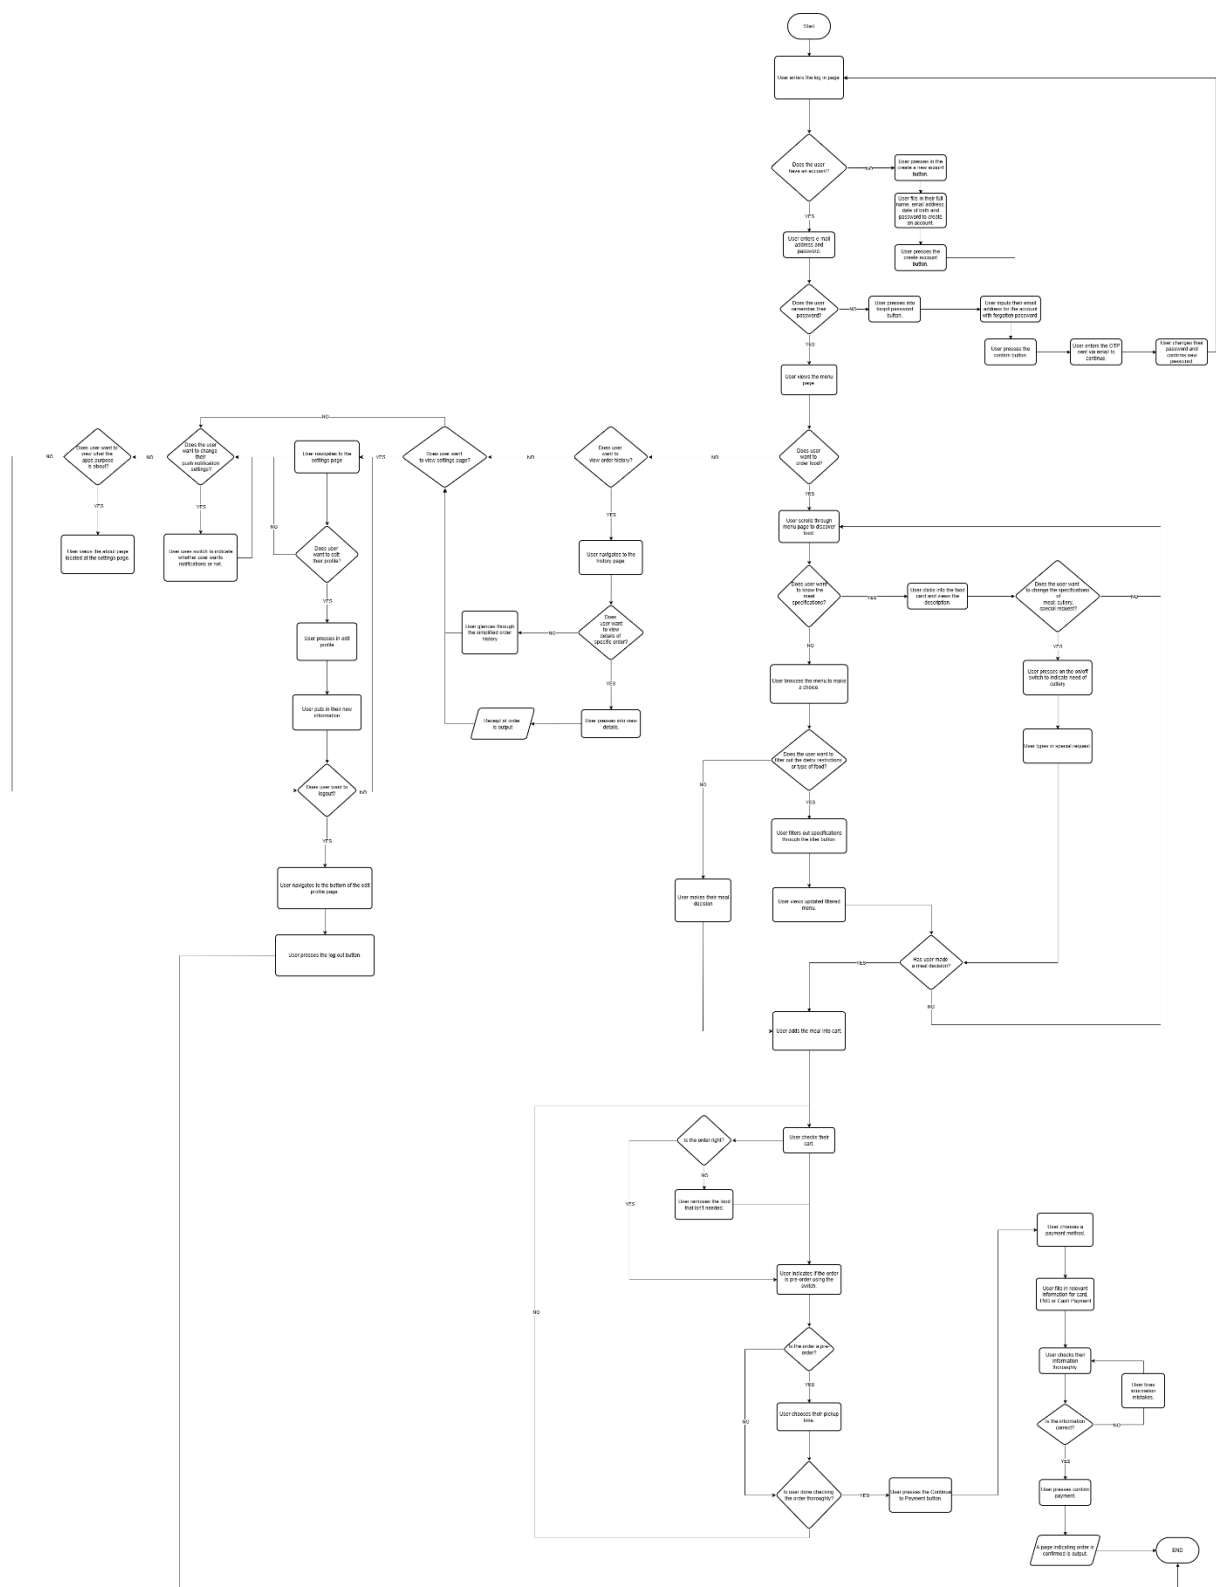 Start
User enters the log in page
Does the user
have an account?
NO
User presses in the
create a new acount
button.
User fills in their full
name, email address,
date of birth and
password to create
an account.
User presses the
create account
button.
YES
User enters e-mail
address and
password.
Does the user
remember their
password?
NO
User presses into
forgot password
button.
User inputs their email
address for the account
with forgotten password.
User presses the
confirm button
User enters the OTP
sent via email to
continue.
User changes their
password and
confirms new
password
YES
User views the menu
page.
Does user
want to
order food?
NO
Does user
want to
view order history?
NO
Does user want
to view settings page?
NO
YES
User navigates to the
settings page
Does the user
want to change
their
push notification
settings?
NO
Does user want to
view what the
apps purpose
is about?
NO
YES
User views the about page
located at the settings page.
YES
User uses switch to indicate
whether user wants
notifications or not.
NO
Does user
want to edit
their profile?
YES
User presses in edit
profile
User puts in their new
information
Does user want to
logout?
NO
YES
User navigates to the bottom of the edit
profile page.
User presses the log out button.
YES
User navigates to the
history page
Does
user want
to view
details of
specific order?
NO
User glances through
the simplified order
history
YES
User presses into view
details.
Receipt of order
is output
YES
User scrolls through
menu page to discover
food.
Does user want
to know the
meal
specifications?
YES
User clicks into the food
card and views the
description.
Does the user want
to change the specifications
of
meal: cutlery,
special request?
NO
YES
User presses on the on/off
switch to indicate need of
cutlery
User types in special request.
NO
User browses the menu to make
a choice.
Does the user want to
filter out the dietry restrictions
or type of food?
NO
YES
User filters out specifications
through the filter button
User makes their meal
decision
User views updated filtered
menu.
Has user made
a meal decision?
YES
NO
User adds the meal into cart.
User checks their
cart.
Is the order right?
NO
User removes the food
that isn't needed.
YES
User indicates if the order
is pre-order using the
switch.
NO
Is the order a pre-
order?
YES
NO
User chooses their pickup
time.
Is user done checking
the order thoroughly?
YES
User presses the Continue
to Payment button.
User chooses a
payment method.
User fills in relevant
information for card,
TNG or Cash Payment
User checks their
information
thoroughly
User fixes
information
mistakes.
Is the information
correct?
NO
YES
User presses confirm
payment.
A page indicating order is
confirmed is output.
END